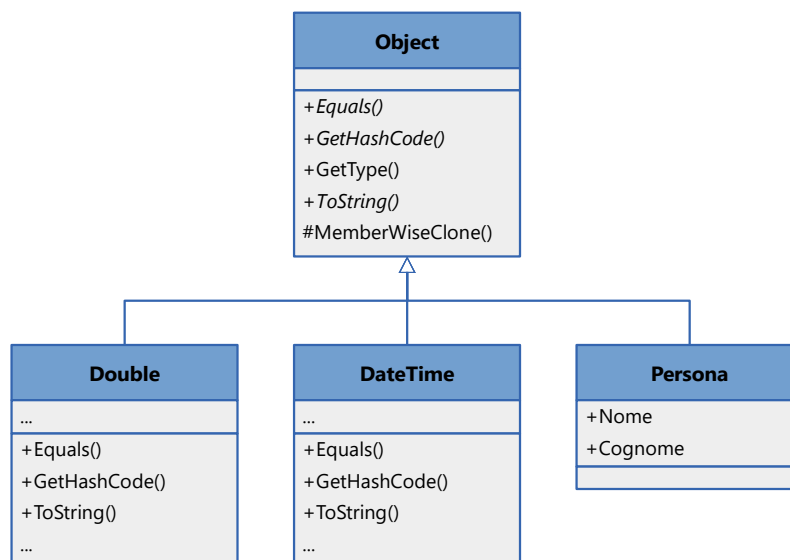 Object
+Equals()
+GetHashCode()
+GetType()
+ToString()
#MemberWiseClone()
Double
...
+Equals()
+GetHashCode()
+ToString()
...
DateTime
...
+Equals()
+GetHashCode()
+ToString()
...
Persona
+Nome
+Cognome